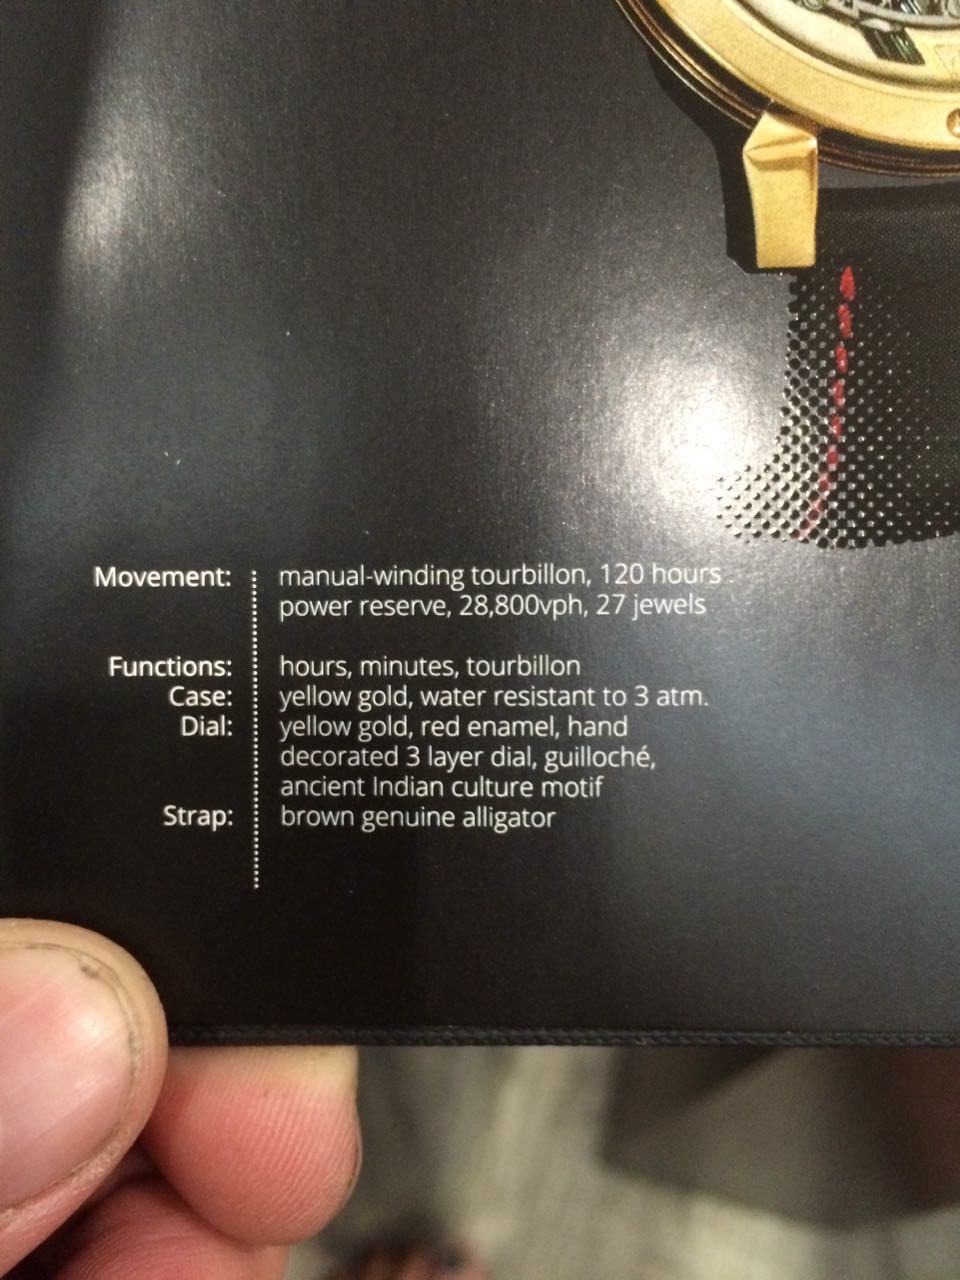 Movement: manual-winding tourbillon, 120 hours
power reserve, 28,800vph, 27 jewels
Functions: hours, minutes, tourbillon
Case: yellow gold, water resistant to 3 atm.
Dial: yellow gold, red enamel, hand
decorated 3 layer dial, guilloché,
ancient Indian culture motif
Strap: brown genuine alligator